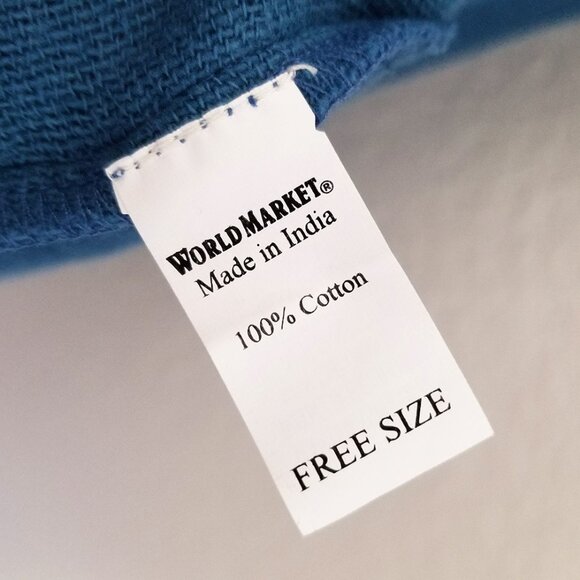 WORLD MARKET®
Made in India
100% Cotton
FREE SIZE